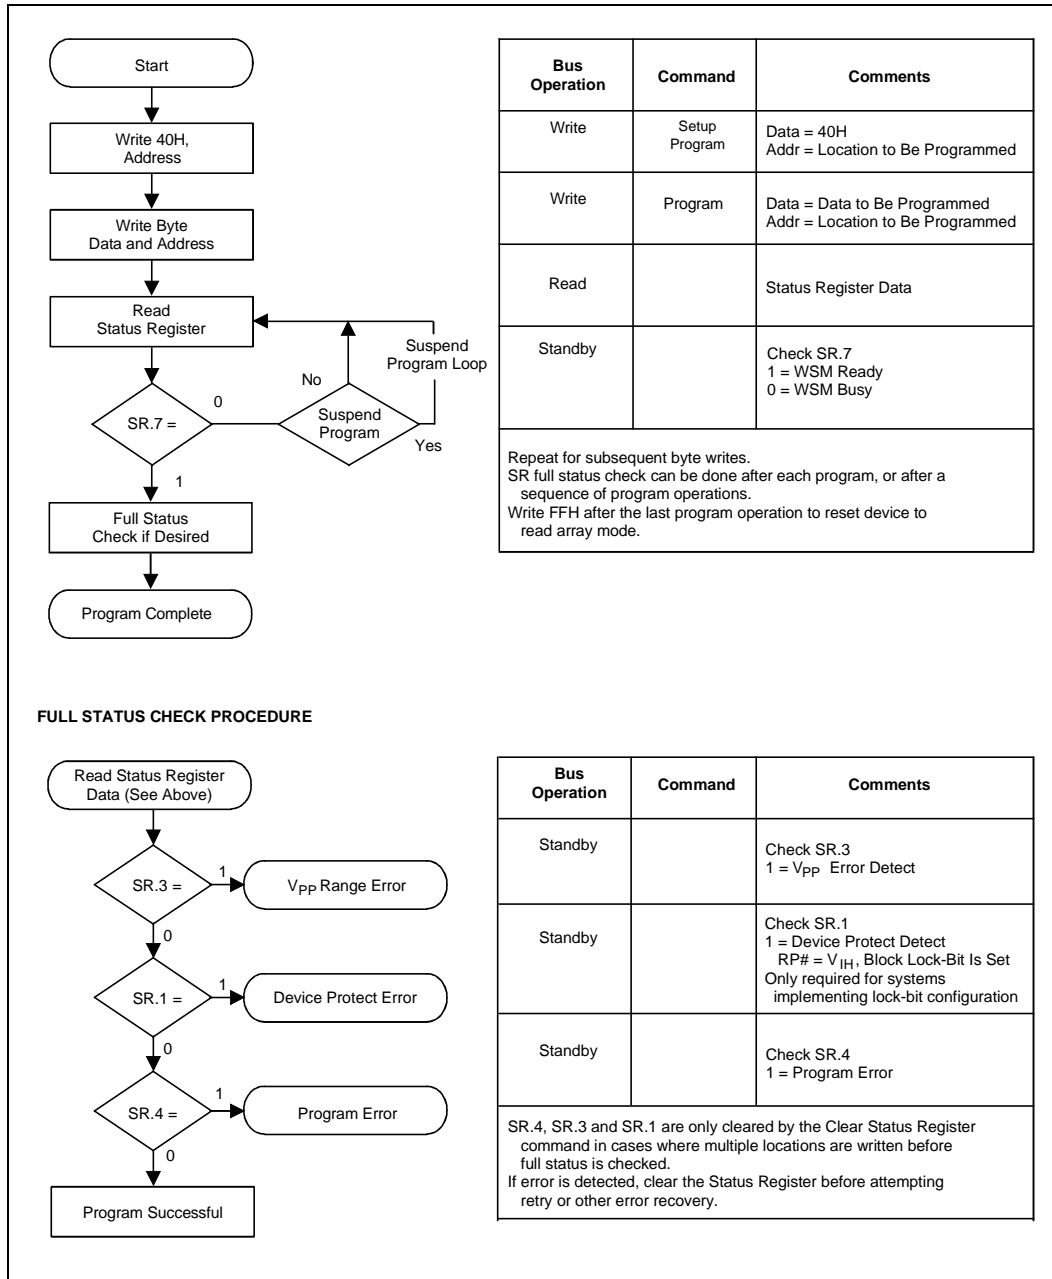 Start
Write 40H,
Address
Write Byte
Data and Address
Read
Status Register
SR.7 =
0
1
No
Suspend
Program
Yes
Suspend
Program Loop
Full Status
Check if Desired
Program Complete
Bus
Operation
Command
Comments
Write
Setup
Program
Data = 40H
Addr = Location to Be Programmed
Write
Program
Data = Data to Be Programmed
Addr = Location to Be Programmed
Read
Status Register Data
Standby
Check SR.7
1 = WSM Ready
0 = WSM Busy
Repeat for subsequent byte writes.
SR full status check can be done after each program, or after a
sequence of program operations.
Write FFH after the last program operation to reset device to
read array mode.
FULL STATUS CHECK PROCEDURE
Read Status Register
Data (See Above)
SR.3 =
1
VPP Range Error
0
SR.1 =
1
Device Protect Error
0
SR.4 =
1
Program Error
0
Program Successful
Bus
Operation
Command
Comments
Standby
Check SR.3
1 = VPP Error Detect
Standby
Check SR.1
1 = Device Protect Detect
RP# = VIH, Block Lock-Bit Is Set
Only required for systems
implementing lock-bit configuration
Standby
Check SR.4
1 = Program Error
SR.4, SR.3 and SR.1 are only cleared by the Clear Status Register
command in cases where multiple locations are written before
full status is checked.
If error is detected, clear the Status Register before attempting
retry or other error recovery.